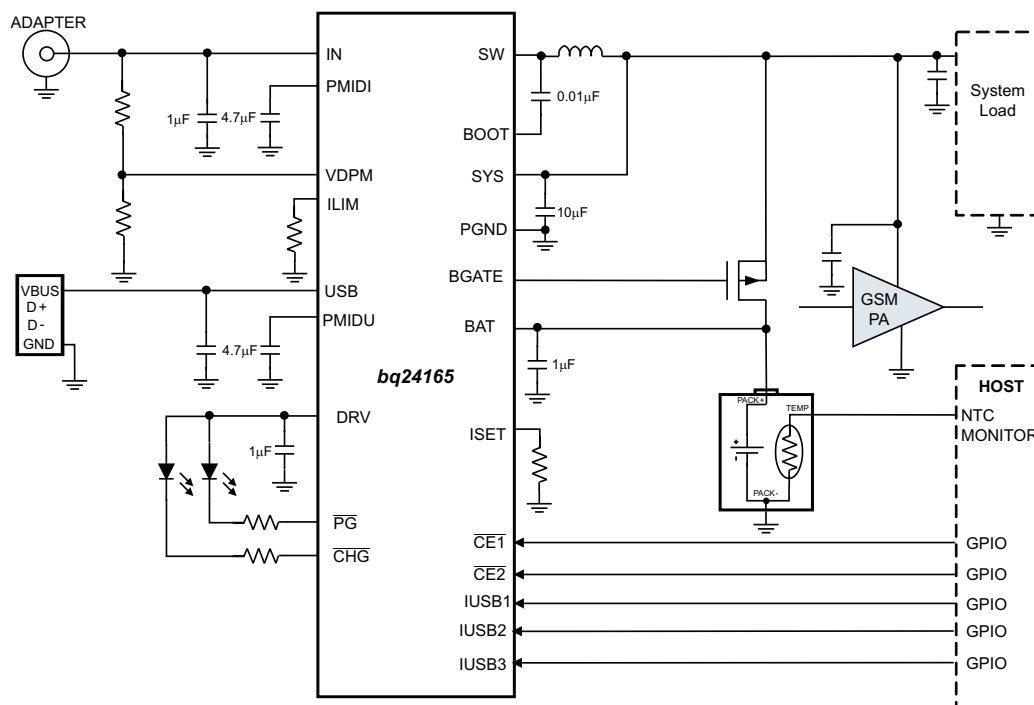 ADAPTER
IN
PMIDI
1µF
4.7µF
VDPM
ILIM
VBUS
D+
D-
GND
USB
PMIDU
4.7µF
bq24165
DRV
1µF
PG
CHG
SW
0.01µF
BOOT
SYS
10µF
PGND
BGATE
BAT
1µF
ISET
CE1
CE2
IUSB1
IUSB2
IUSB3
System
Load
GSM
PA
PACK+
TEMP
+
-
PACK-
HOST
NTC
MONITOR
GPIO
GPIO
GPIO
GPIO
GPIO